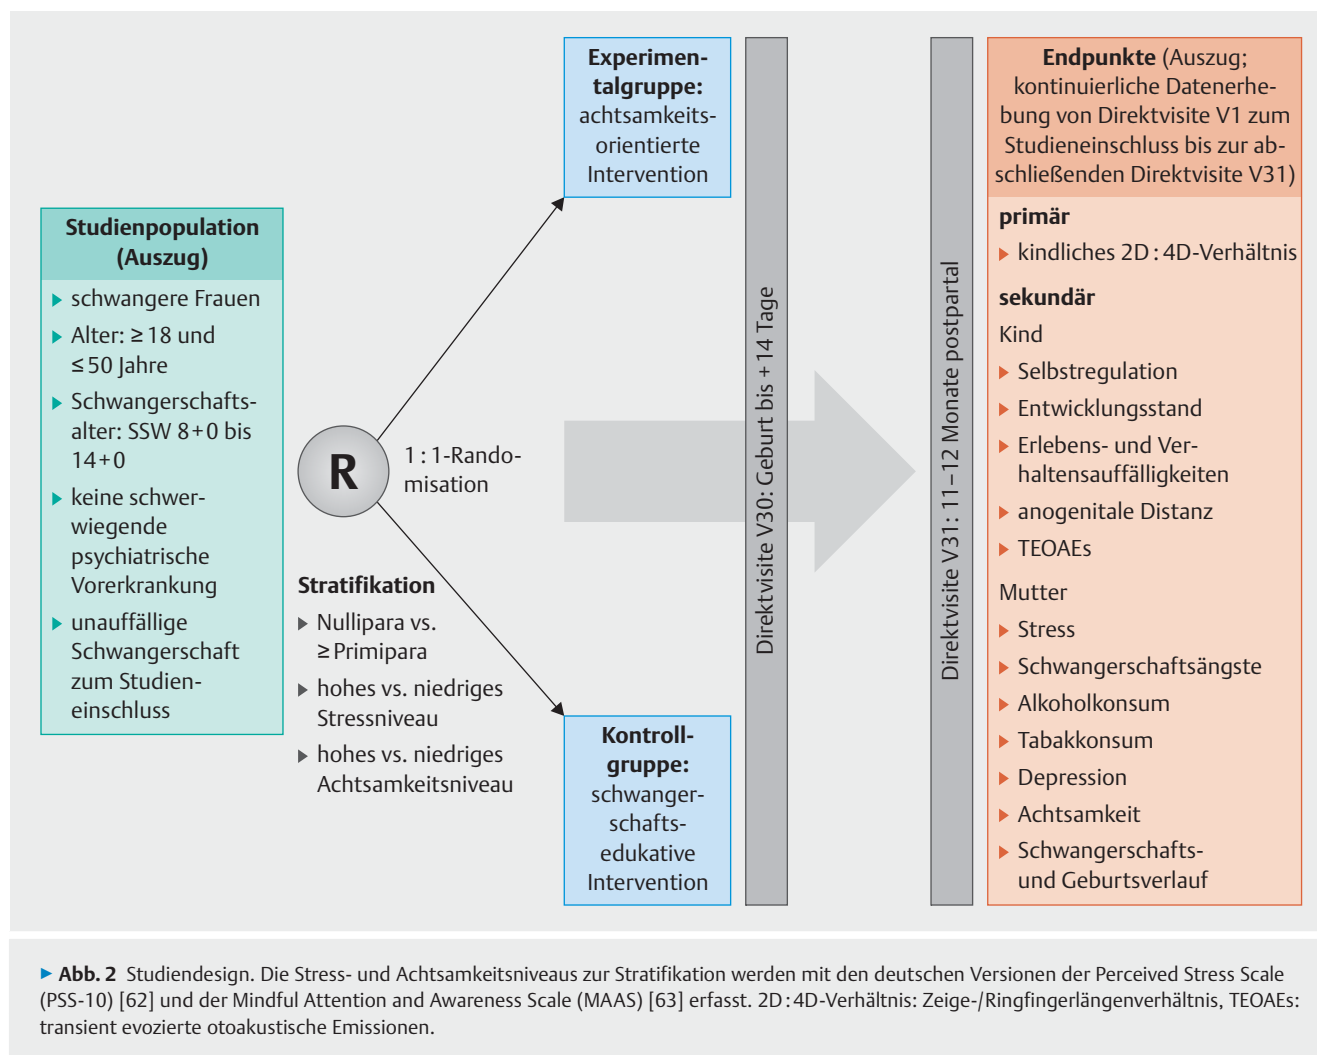 Studienpopulation
(Auszug)
schwangere Frauen
Alter: ≥ 18 und
≤ 50 Jahre
Schwangerschafts-
alter: SSW 8+0 bis
14+0
keine schwer-
wiegende
psychiatrische
Vorerkrankung
unauffällige
Schwangerschaft
zum Studien-
einschluss
R
1 : 1-Rando-
misation
Stratifikation
Nullipara vs.
≥ Primipara
hohes vs. niedriges
Stressniveau
hohes vs. niedriges
Achtsamkeitsniveau
Experimen-
talgruppe:
achtsamkeits-
orientierte
Intervention
Kontroll-
gruppe:
schwanger-
schafts-
edukative
Intervention
Direktvisite V30: Geburt bis + 14 Tage
Direktvisite V31: 11–12 Monate postpartal
Endpunkte (Auszug;
kontinuierliche Datenerhe-
bung von Direktvisite V1 zum
Studieneinschluss bis zur ab-
schließenden Direktvisite V31)
primär
kindliches 2D : 4D-Verhältnis
sekundär
Kind
Selbstregulation
Entwicklungsstand
Erlebens- und Ver-
haltensauffälligkeiten
anogenitale Distanz
TEOAEs
Mutter
Stress
Schwangerschaftsängste
Alkoholkonsum
Tabakkonsum
Depression
Achtsamkeit
Schwangerschafts-
und Geburtsverlauf
Abb. 2 Studiendesign. Die Stress- und Achtsamkeitsniveaus zur Stratifikation werden mit den deutschen Versionen der Perceived Stress Scale
(PSS-10) [62] und der Mindful Attention and Awareness Scale (MAAS) [63] erfasst. 2D : 4D-Verhältnis: Zeige-/Ringfingerlängenverhältnis, TEOAEs:
transient evozierte otoakustische Emissionen.